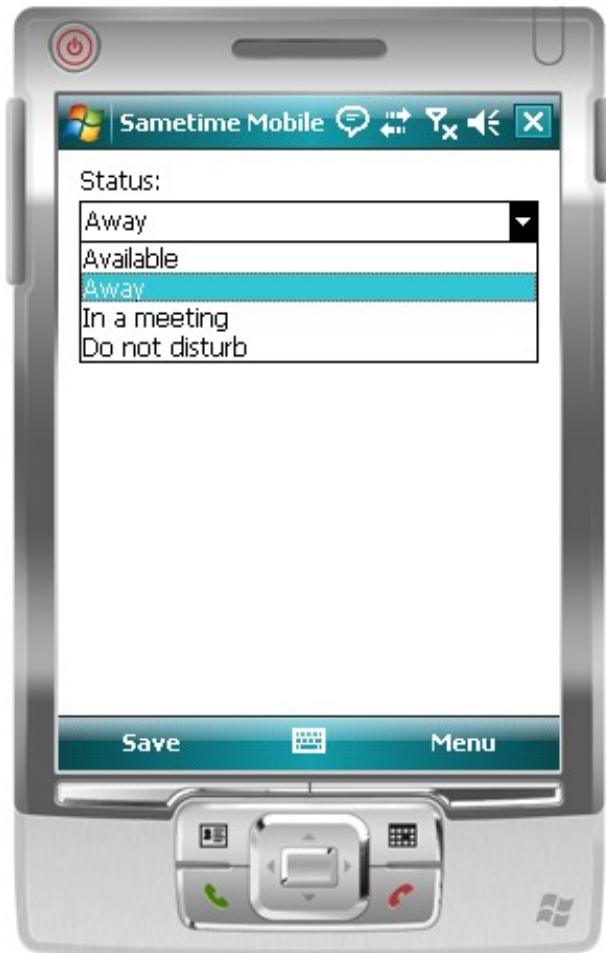 Sametime Mobile
Status:
Away
Available
Away
In a meeting
Do not disturb
Save
Menu